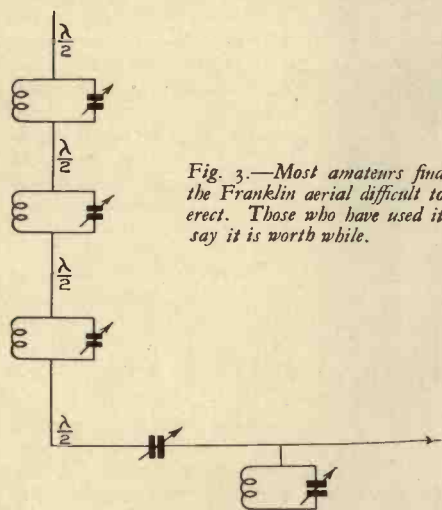 λ/2
λ/2
Fig. 3.—Most amateurs find
the Franklin aerial difficult to
erect. Those who have used it
say it is worth while.
λ/2
λ/2